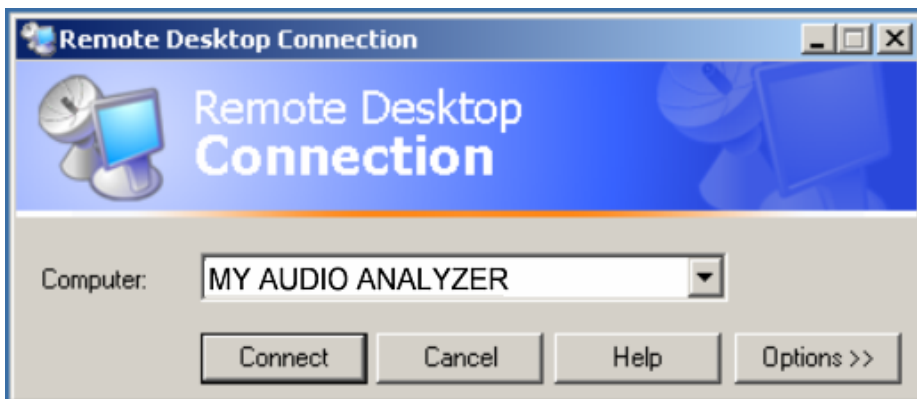 Remote Desktop Connection
Remote Desktop
Connection
Computer: MY AUDIO ANALYZER
Connect Cancel Help Options >>